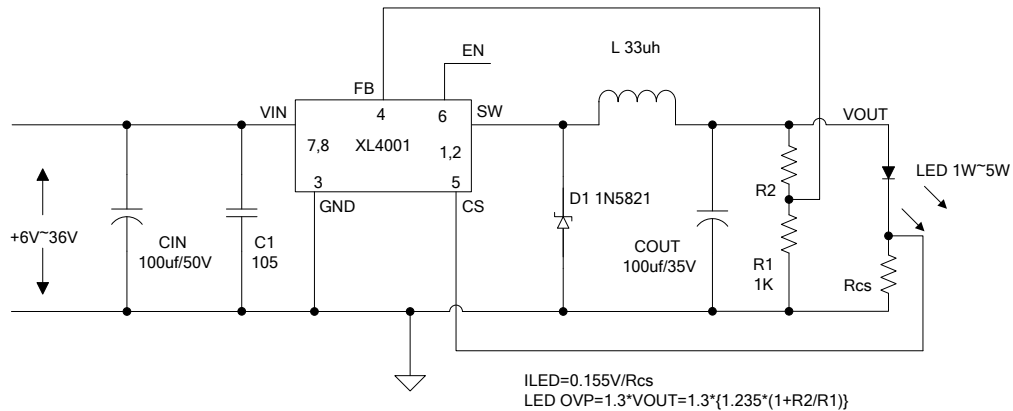 L 33uh
EN
FB
4
6
VIN
SW
VOUT
7,8
XL4001
1,2
LED 1W~5W
R2
3
5
D1 1N5821
GND
CS
+6V~36V
CIN
100uf/50V
C1
105
COUT
100uf/35V
R1
1K
Rcs
ILED=0.155V/Rcs
LED OVP=1.3*VOUT=1.3*{1.235*(1+R2/R1)}